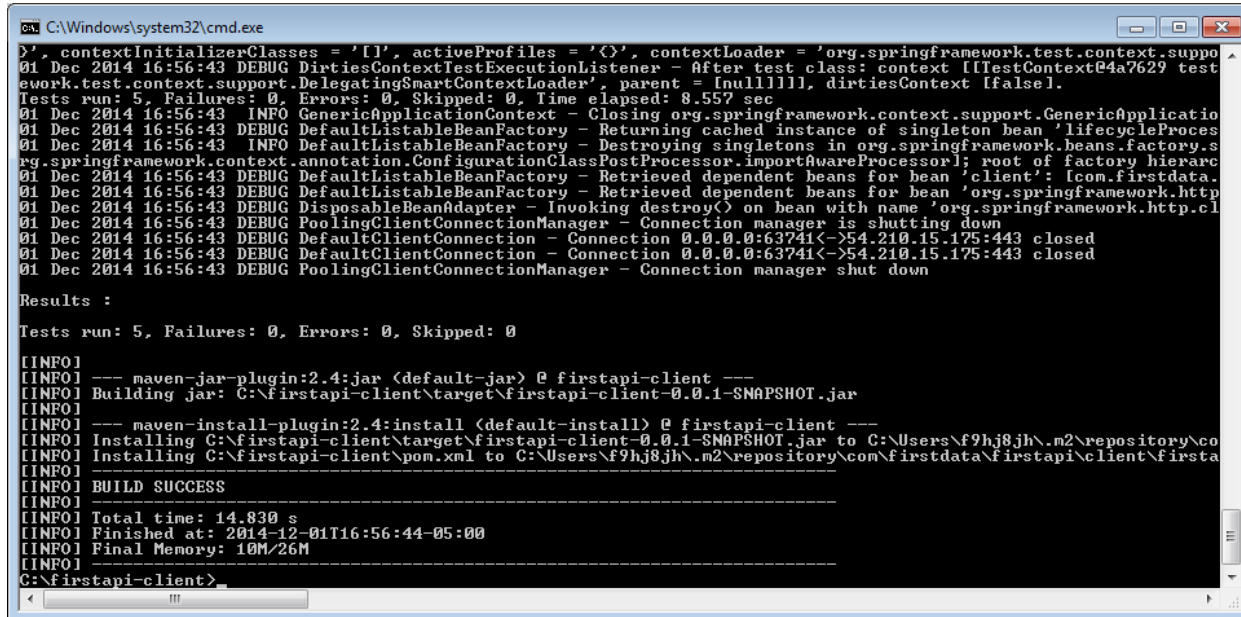 C:\Windows\system32\cmd.exe
}', contextInitializerClasses = '[]', activeProfiles = '{}', contextLoader = 'org.springframework.test.context.suppo
01 Dec 2014 16:56:43 DEBUG DirtiesContextTestExecutionListener - After test class: context [[TestContext@4a7629 test
ework.test.context.support.DelegatingSmartContextLoader', parent = [null]]]], dirtiesContext [false].
Tests run: 5, Failures: 0, Errors: 0, Skipped: 0, Time elapsed: 8.557 sec
01 Dec 2014 16:56:43  INFO GenericApplicationContext - Closing org.springframework.context.support.GenericApplicatio
01 Dec 2014 16:56:43 DEBUG DefaultListableBeanFactory - Returning cached instance of singleton bean 'lifecycleProces
01 Dec 2014 16:56:43  INFO DefaultListableBeanFactory - Destroying singletons in org.springframework.beans.factory.s
rg.springframework.context.annotation.ConfigurationClassPostProcessor.importAwareProcessor]; root of factory hierarc
01 Dec 2014 16:56:43 DEBUG DefaultListableBeanFactory - Retrieved dependent beans for bean 'client': [com.firstdata.
01 Dec 2014 16:56:43 DEBUG DefaultListableBeanFactory - Retrieved dependent beans for bean 'org.springframework.http
01 Dec 2014 16:56:43 DEBUG DisposableBeanAdapter - Invoking destroy() on bean with name 'org.springframework.http.cl
01 Dec 2014 16:56:43 DEBUG PoolingClientConnectionManager - Connection manager is shutting down
01 Dec 2014 16:56:43 DEBUG DefaultClientConnection - Connection 0.0.0.0:63741<->54.210.15.175:443 closed
01 Dec 2014 16:56:43 DEBUG DefaultClientConnection - Connection 0.0.0.0:63741<->54.210.15.175:443 closed
01 Dec 2014 16:56:43 DEBUG PoolingClientConnectionManager - Connection manager shut down
Results :
Tests run: 5, Failures: 0, Errors: 0, Skipped: 0
[INFO]
[INFO] --- maven-jar-plugin:2.4:jar (default-jar) @ firstapi-client ---
[INFO] Building jar: C:\firstapi-client\target\firstapi-client-0.0.1-SNAPSHOT.jar
[INFO]
[INFO] --- maven-install-plugin:2.4:install (default-install) @ firstapi-client ---
[INFO] Installing C:\firstapi-client\target\firstapi-client-0.0.1-SNAPSHOT.jar to C:\Users\f9hj8jh\.m2\repository\co
[INFO] Installing C:\firstapi-client\pom.xml to C:\Users\f9hj8jh\.m2\repository\com\firstdata\firstapi\client\firsta
[INFO] ------------------------------------------------------------------------
[INFO] BUILD SUCCESS
[INFO] ------------------------------------------------------------------------
[INFO] Total time: 14.830 s
[INFO] Finished at: 2014-12-01T16:56:44-05:00
[INFO] Final Memory: 10M/26M
[INFO] ------------------------------------------------------------------------
C:\firstapi-client>_